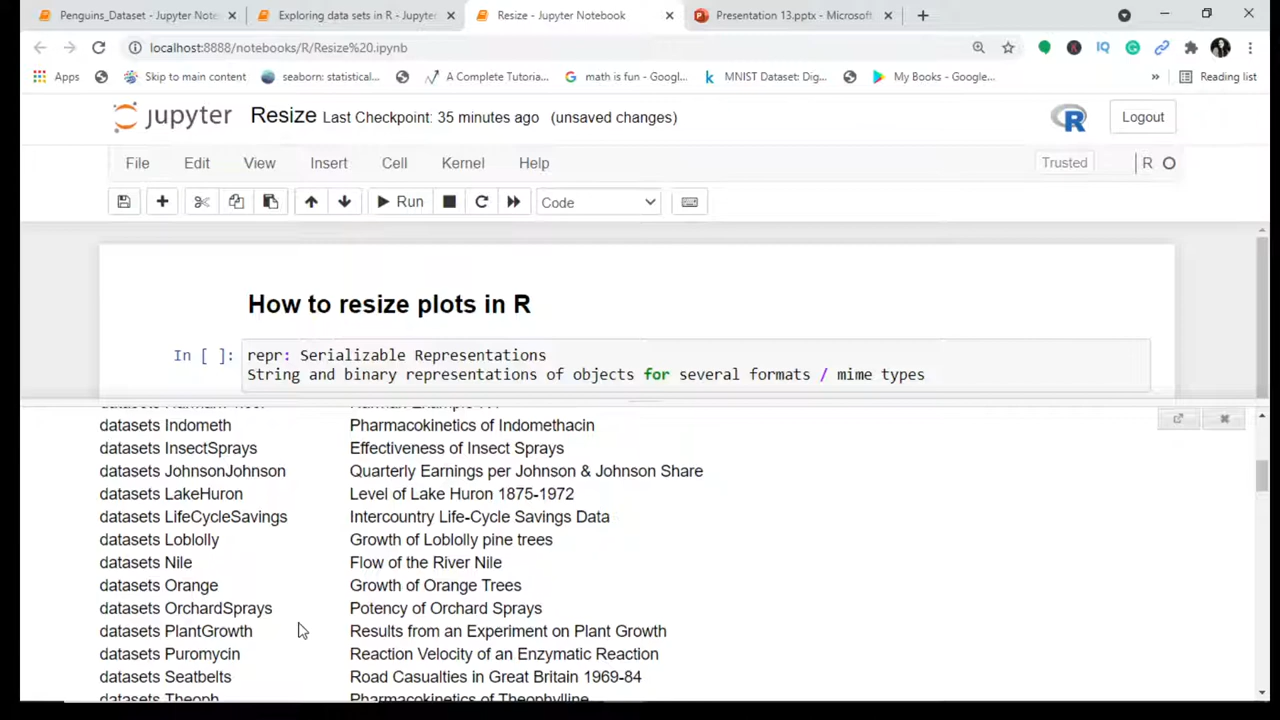 Penguins_Dataset - Jupyter Note
Exploring data sets in R - Jupyter
Resize - Jupyter Notebook
Presentation 13.pptx - Microsoft
localhost:8888/notebooks/R/Resize%20.ipynb
Apps
Skip to main content
seaborn: statistical...
A Complete Tutoria...
math is fun - Googl...
MNIST Dataset: Dig...
My Books - Google...
»
Reading list
jupyter Resize Last Checkpoint: 35 minutes ago (unsaved changes)
Logout
File Edit View Insert Cell Kernel Help
Trusted
R
Run
Code
How to resize plots in R
In [ ]: repr: Serializable Representations
String and binary representations of objects for several formats / mime types
datasets Indometh Pharmacokinetics of Indomethacin
datasets InsectSprays Effectiveness of Insect Sprays
datasets JohnsonJohnson Quarterly Earnings per Johnson & Johnson Share
datasets LakeHuron Level of Lake Huron 1875-1972
datasets LifeCycleSavings Intercountry Life-Cycle Savings Data
datasets Loblolly Growth of Loblolly pine trees
datasets Nile Flow of the River Nile
datasets Orange Growth of Orange Trees
datasets OrchardSprays Potency of Orchard Sprays
datasets PlantGrowth Results from an Experiment on Plant Growth
datasets Puromycin Reaction Velocity of an Enzymatic Reaction
datasets Seatbelts Road Casualties in Great Britain 1969-84
datasets Theoph Pharmacokinetics of Theophylline